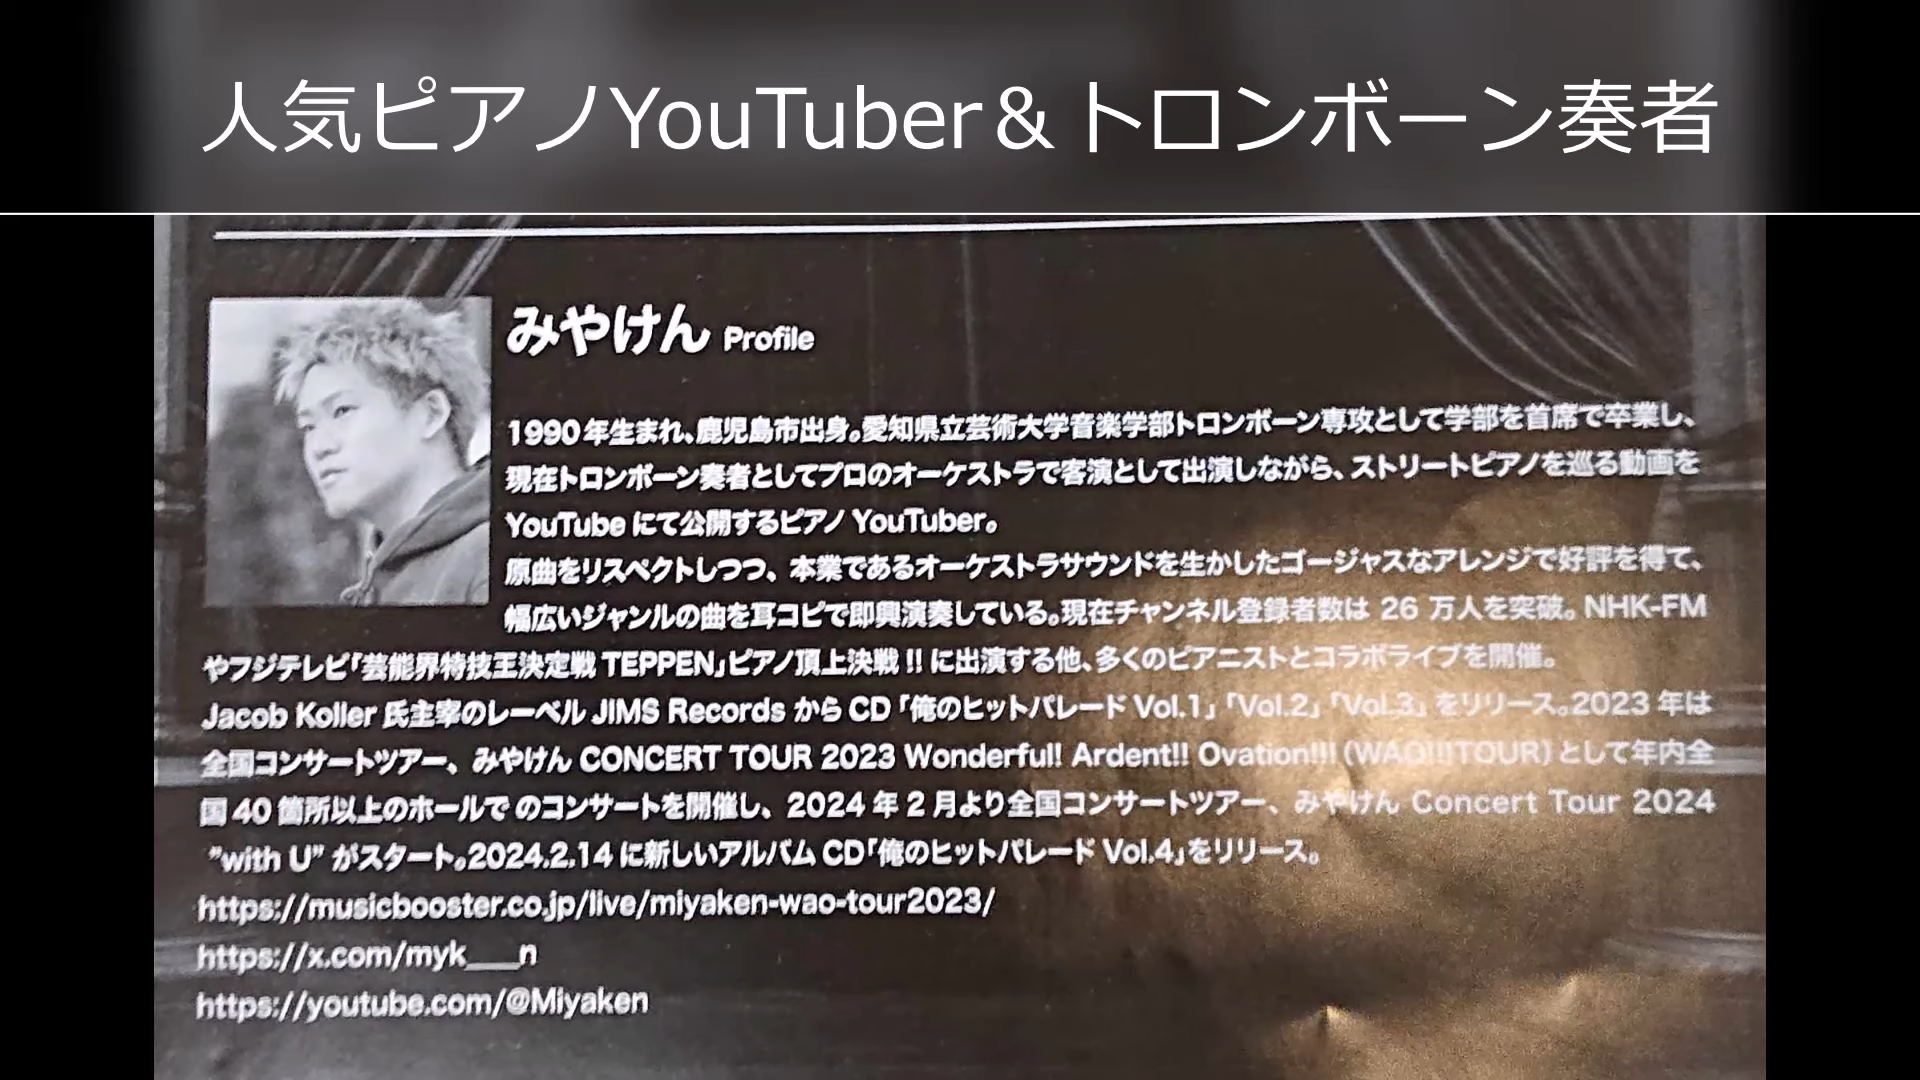 人気ピアノYouTuber＆トロンボーン奏者
みやけん Profile
1990年生まれ、鹿児島市出身。愛知県立芸術大学音楽学部トロンボーン専攻として学部を首席で卒業し、
現在トロンボーン奏者としてプロのオーケストラで客演として出演しながら、ストリートピアノを巡る動画を
YouTubeにて公開するピアノYouTuber。
原曲をリスペクトしつつ、本業であるオーケストラサウンドを生かしたゴージャスなアレンジで好評を得て、
幅広いジャンルの曲を耳コピで即興演奏している。現在チャンネル登録者数は 26 万人を突破。NHK-FM
やフジテレビ「芸能界特技王決定戦 TEPPEN」ピアノ頂上決戦!! に出演する他、多くのピアニストとコラボライブを開催。
Jacob Koller 氏主宰のレーベル JIMS Records から CD「俺のヒットパレード Vol.1」「Vol.2」「Vol.3」をリリース。2023 年は
全国コンサートツアー、みやけん CONCERT TOUR 2023 Wonderful! Ardent!! Ovation!!!（WAO!!!TOUR）として年内全
国 40 箇所以上のホールで のコンサートを開催し、2024 年 2 月より全国コンサートツアー、みやけん Concert Tour 2024
"with U" がスタート。2024.2.14 に新しいアルバム CD「俺のヒットパレード Vol.4」をリリース。
https://musicbooster.co.jp/live/miyaken-wao-tour2023/
https://x.com/myk___n
https://youtube.com/@Miyaken